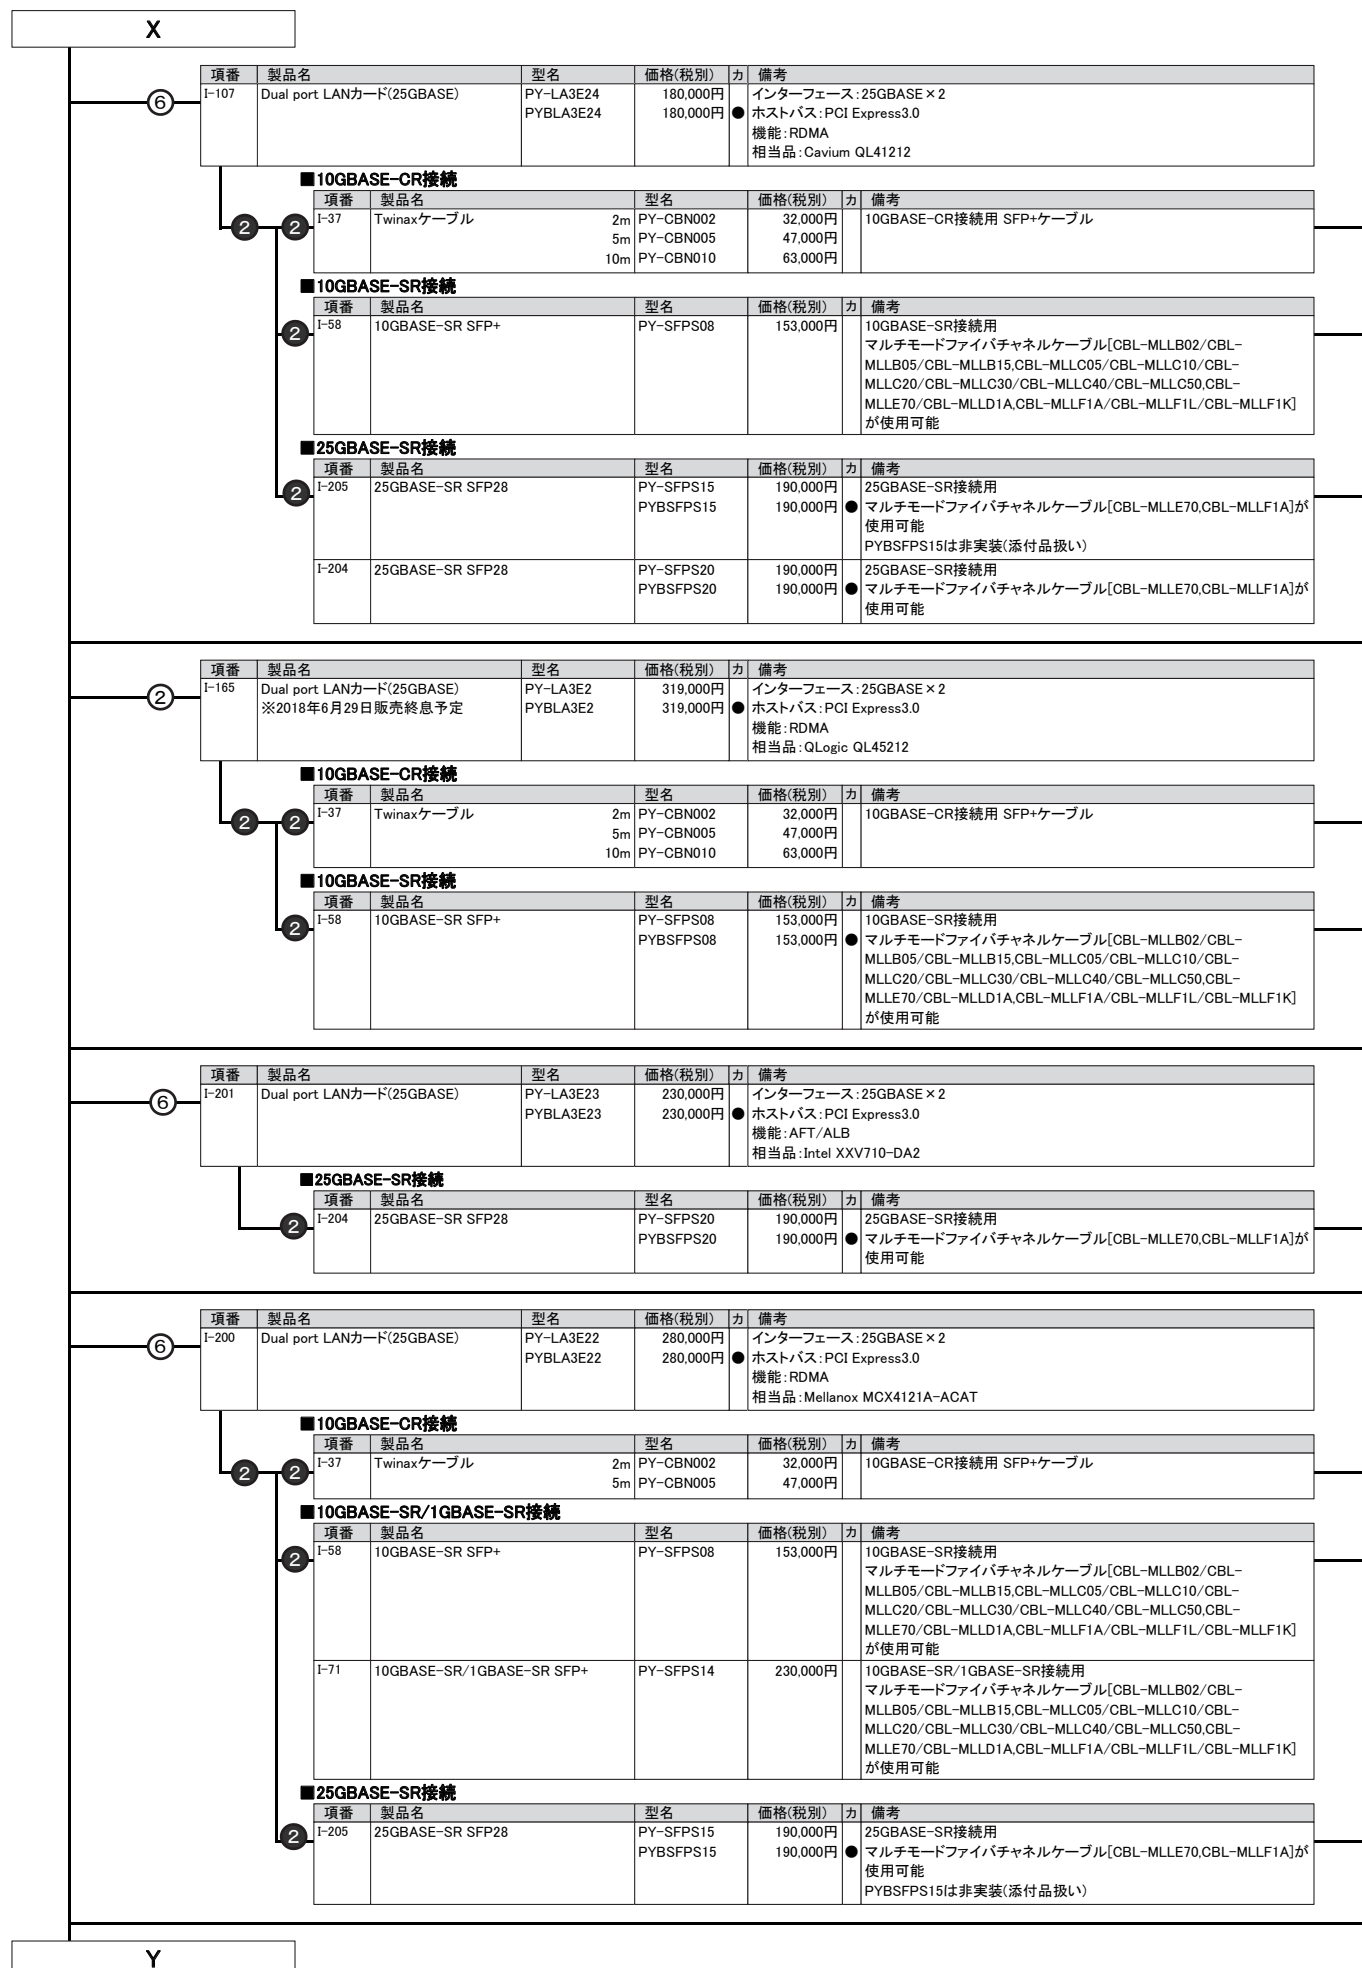 X
項番 製品名 型名 価格(税別) カ 備考
⑥ I-107 Dual port LANカード(25GBASE) PY-LA3E24 180,000円 インターフェース：25GBASE×2
PYBLA3E24 180,000円 ● ホストバス：PCI Express3.0
機能：RDMA
相当品：Cavium QL41212
■10GBASE-CR接続
項番 製品名 型名 価格(税別) カ 備考
❷ ❷ I-37 Twinaxケーブル 2m PY-CBN002 32,000円 10GBASE-CR接続用 SFP+ケーブル
5m PY-CBN005 47,000円
10m PY-CBN010 63,000円
■10GBASE-SR接続
項番 製品名 型名 価格(税別) カ 備考
❷ I-58 10GBASE-SR SFP+ PY-SFPS08 153,000円 10GBASE-SR接続用
マルチモードファイバチャネルケーブル[CBL-MLLB02/CBL-
MLLB05/CBL-MLLB15,CBL-MLLC05/CBL-MLLC10/CBL-
MLLC20/CBL-MLLC30/CBL-MLLC40/CBL-MLLC50,CBL-
MLLE70/CBL-MLLD1A,CBL-MLLF1A/CBL-MLLF1L/CBL-MLLF1K]
が使用可能
■25GBASE-SR接続
項番 製品名 型名 価格(税別) カ 備考
❷ I-205 25GBASE-SR SFP28 PY-SFPS15 190,000円 25GBASE-SR接続用
PYBSFPS15 190,000円 ● マルチモードファイバチャネルケーブル[CBL-MLLE70,CBL-MLLF1A]が
使用可能
PYBSFPS15は非実装(添付品扱い)
I-204 25GBASE-SR SFP28 PY-SFPS20 190,000円 25GBASE-SR接続用
PYBSFPS20 190,000円 ● マルチモードファイバチャネルケーブル[CBL-MLLE70,CBL-MLLF1A]が
使用可能
項番 製品名 型名 価格(税別) カ 備考
② I-165 Dual port LANカード(25GBASE) PY-LA3E2 319,000円 インターフェース：25GBASE×2
※2018年6月29日販売終息予定 PYBLA3E2 319,000円 ● ホストバス：PCI Express3.0
機能：RDMA
相当品：QLogic QL45212
■10GBASE-CR接続
項番 製品名 型名 価格(税別) カ 備考
❷ ❷ I-37 Twinaxケーブル 2m PY-CBN002 32,000円 10GBASE-CR接続用 SFP+ケーブル
5m PY-CBN005 47,000円
10m PY-CBN010 63,000円
■10GBASE-SR接続
項番 製品名 型名 価格(税別) カ 備考
❷ I-58 10GBASE-SR SFP+ PY-SFPS08 153,000円 10GBASE-SR接続用
PYBSFPS08 153,000円 ● マルチモードファイバチャネルケーブル[CBL-MLLB02/CBL-
MLLB05/CBL-MLLB15,CBL-MLLC05/CBL-MLLC10/CBL-
MLLC20/CBL-MLLC30/CBL-MLLC40/CBL-MLLC50,CBL-
MLLE70/CBL-MLLD1A,CBL-MLLF1A/CBL-MLLF1L/CBL-MLLF1K]
が使用可能
項番 製品名 型名 価格(税別) カ 備考
⑥ I-201 Dual port LANカード(25GBASE) PY-LA3E23 230,000円 インターフェース：25GBASE×2
PYBLA3E23 230,000円 ● ホストバス：PCI Express3.0
機能：AFT/ALB
相当品：Intel XXV710-DA2
■25GBASE-SR接続
項番 製品名 型名 価格(税別) カ 備考
❷ I-204 25GBASE-SR SFP28 PY-SFPS20 190,000円 25GBASE-SR接続用
PYBSFPS20 190,000円 ● マルチモードファイバチャネルケーブル[CBL-MLLE70,CBL-MLLF1A]が
使用可能
項番 製品名 型名 価格(税別) カ 備考
⑥ I-200 Dual port LANカード(25GBASE) PY-LA3E22 280,000円 インターフェース：25GBASE×2
PYBLA3E22 280,000円 ● ホストバス：PCI Express3.0
機能：RDMA
相当品：Mellanox MCX4121A-ACAT
■10GBASE-CR接続
項番 製品名 型名 価格(税別) カ 備考
❷ ❷ I-37 Twinaxケーブル 2m PY-CBN002 32,000円 10GBASE-CR接続用 SFP+ケーブル
5m PY-CBN005 47,000円
■10GBASE-SR/1GBASE-SR接続
項番 製品名 型名 価格(税別) カ 備考
❷ I-58 10GBASE-SR SFP+ PY-SFPS08 153,000円 10GBASE-SR接続用
マルチモードファイバチャネルケーブル[CBL-MLLB02/CBL-
MLLB05/CBL-MLLB15,CBL-MLLC05/CBL-MLLC10/CBL-
MLLC20/CBL-MLLC30/CBL-MLLC40/CBL-MLLC50,CBL-
MLLE70/CBL-MLLD1A,CBL-MLLF1A/CBL-MLLF1L/CBL-MLLF1K]
が使用可能
I-71 10GBASE-SR/1GBASE-SR SFP+ PY-SFPS14 230,000円 10GBASE-SR/1GBASE-SR接続用
マルチモードファイバチャネルケーブル[CBL-MLLB02/CBL-
MLLB05/CBL-MLLB15,CBL-MLLC05/CBL-MLLC10/CBL-
MLLC20/CBL-MLLC30/CBL-MLLC40/CBL-MLLC50,CBL-
MLLE70/CBL-MLLD1A,CBL-MLLF1A/CBL-MLLF1L/CBL-MLLF1K]
が使用可能
■25GBASE-SR接続
項番 製品名 型名 価格(税別) カ 備考
❷ I-205 25GBASE-SR SFP28 PY-SFPS15 190,000円 25GBASE-SR接続用
PYBSFPS15 190,000円 ● マルチモードファイバチャネルケーブル[CBL-MLLE70,CBL-MLLF1A]が
使用可能
PYBSFPS15は非実装(添付品扱い)
Y